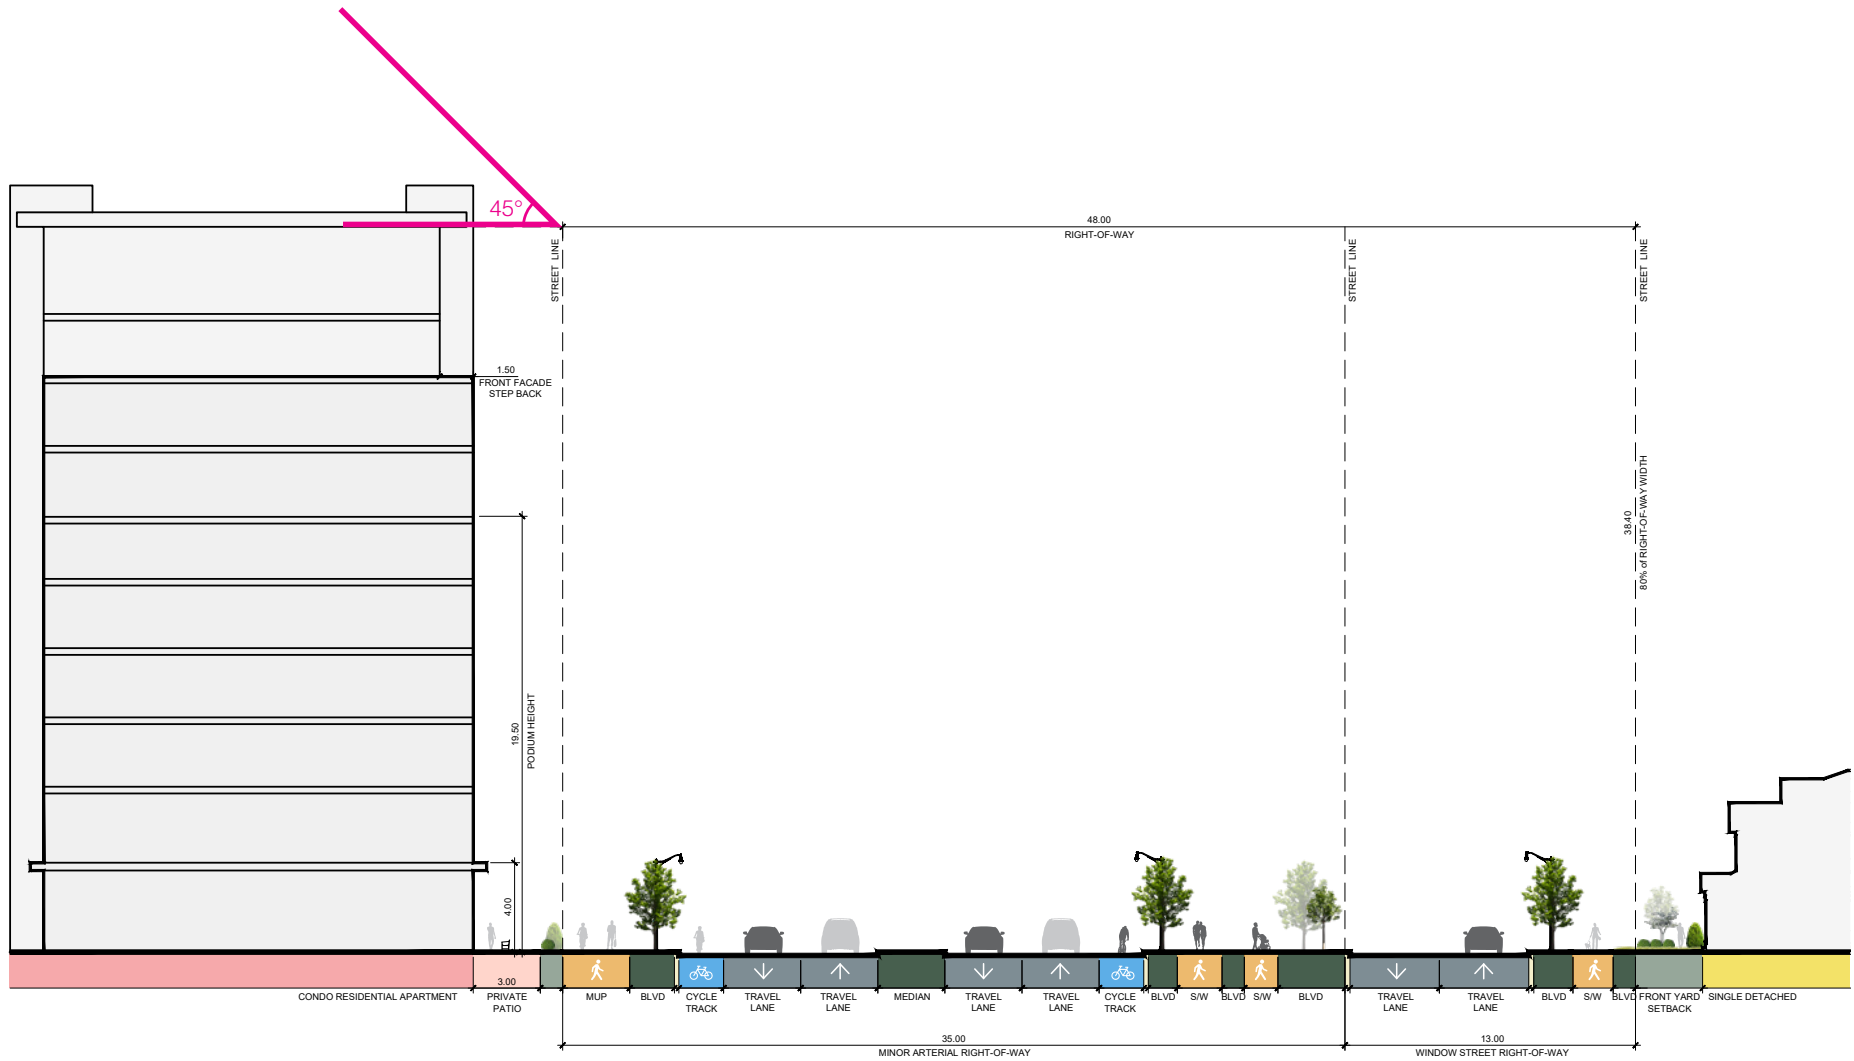 45°
48.00
RIGHT-OF-WAY
STREET LINE
STREET LINE
STREET LINE
1.50
FRONT FACADE
STEP BACK
38.40
80% of RIGHT-OF-WAY WIDTH
19.50
PODIUM HEIGHT
4.00
3.00
CONDO RESIDENTIAL APARTMENT
PRIVATE
PATIO
MUP
BLVD
CYCLE
TRACK
TRAVEL
LANE
TRAVEL
LANE
MEDIAN
TRAVEL
LANE
TRAVEL
LANE
CYCLE
TRACK
BLVD
S/W
BLVD
S/W
BLVD
TRAVEL
LANE
TRAVEL
LANE
BLVD
S/W
BLVD
FRONT YARD
SETBACK
SINGLE DETACHED
35.00
MINOR ARTERIAL RIGHT-OF-WAY
13.00
WINDOW STREET RIGHT-OF-WAY